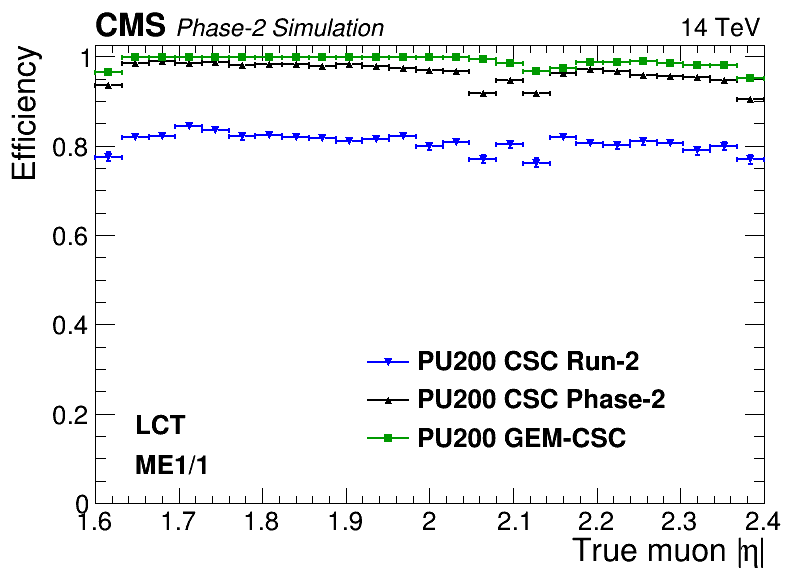 CMS Phase-2 Simulation 14 TeV
Efficiency
1
0.8
0.6
0.4
0.2
0
PU200 CSC Run-2
PU200 CSC Phase-2
PU200 GEM-CSC
LCT
ME1/1
1.6 1.7 1.8 1.9 2 2.1 2.2 2.3 2.4
True muon |η|